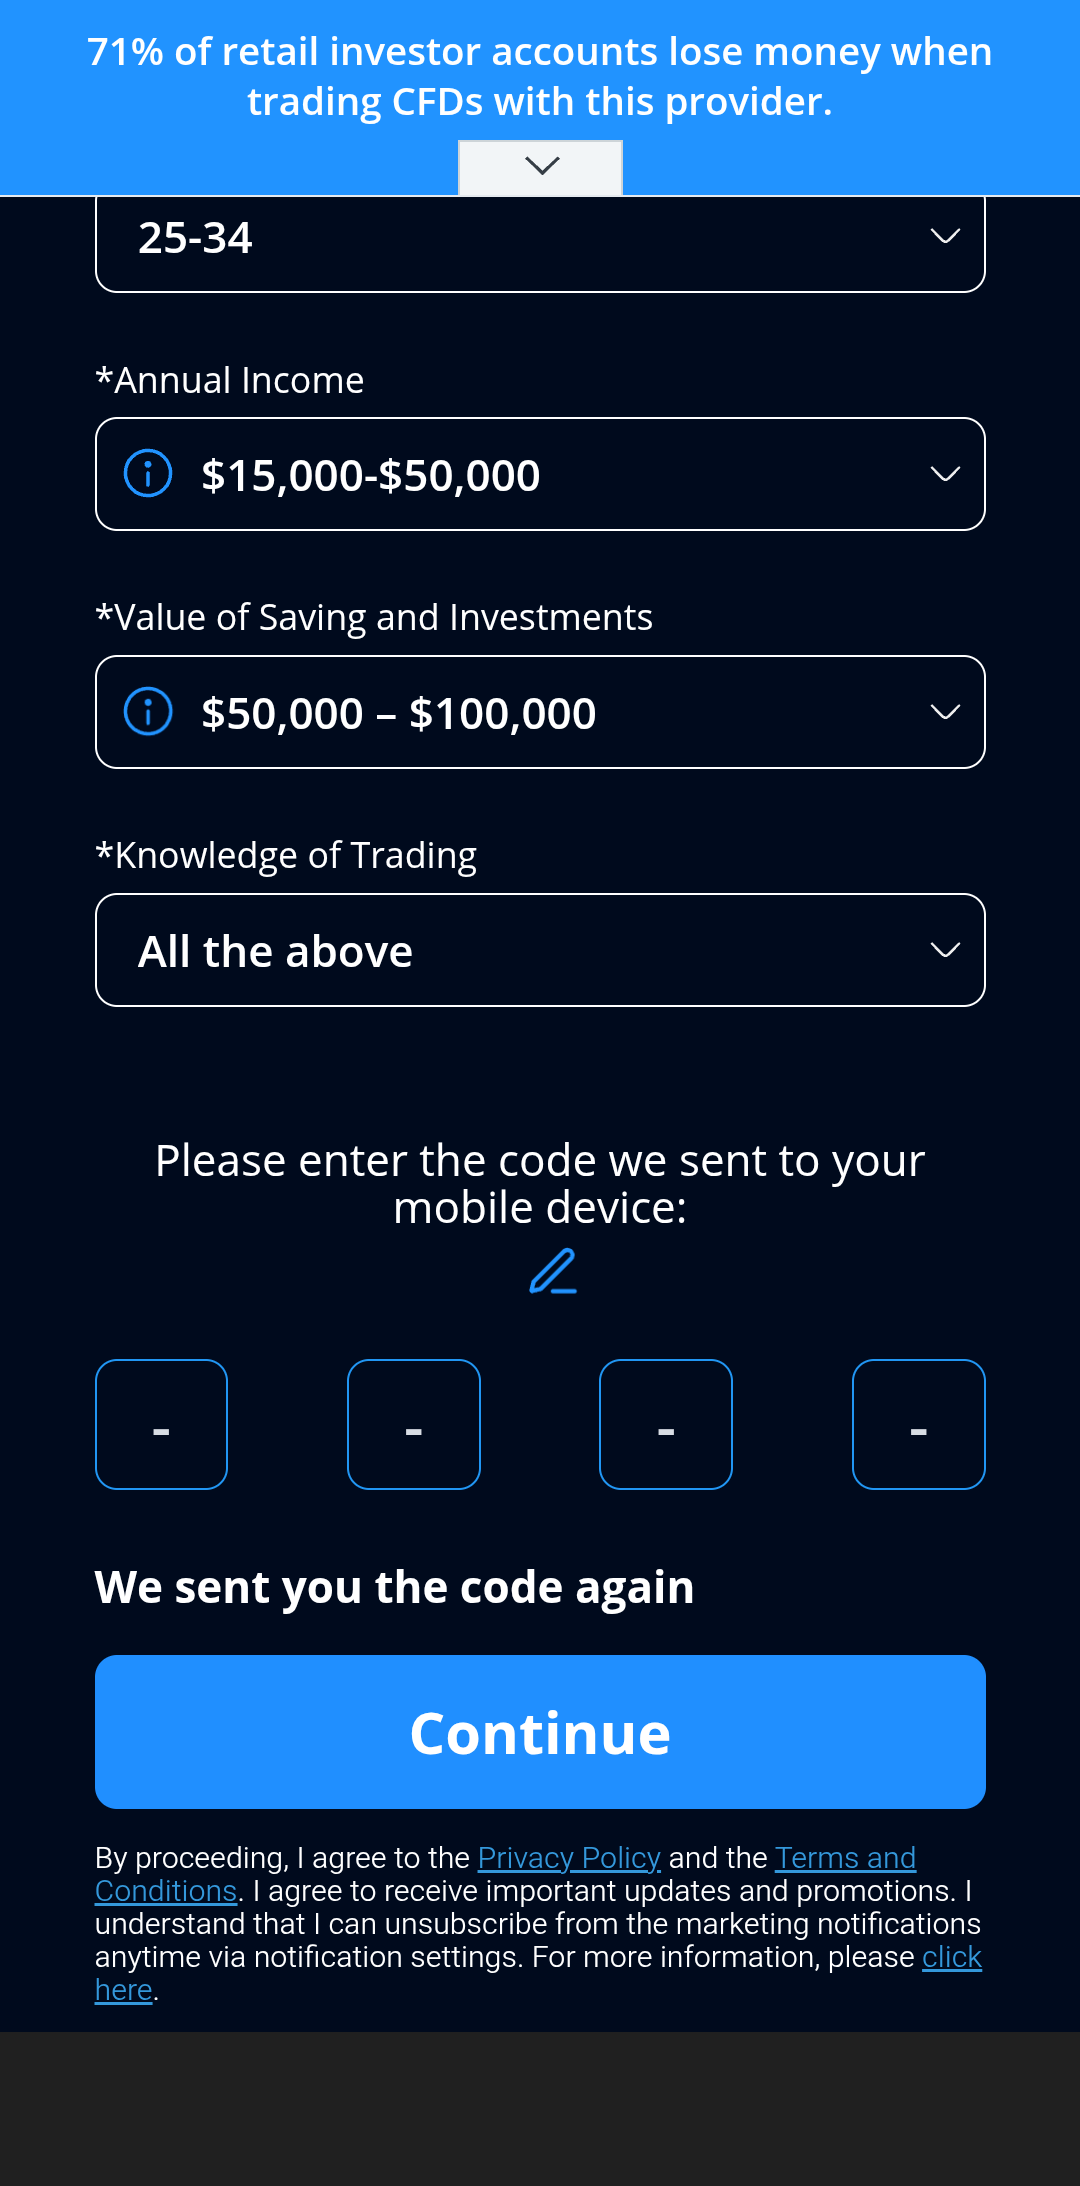 71% of retail investor accounts lose money when
trading CFDs with this provider.
25-34
*Annual Income
$15,000-$50,000
*Value of Saving and Investments
$50,000 – $100,000
*Knowledge of Trading
All the above
Please enter the code we sent to your
mobile device:
- - - -
We sent you the code again
Continue
By proceeding, I agree to the Privacy Policy and the Terms and
Conditions. I agree to receive important updates and promotions. I
understand that I can unsubscribe from the marketing notifications
anytime via notification settings. For more information, please click
here.